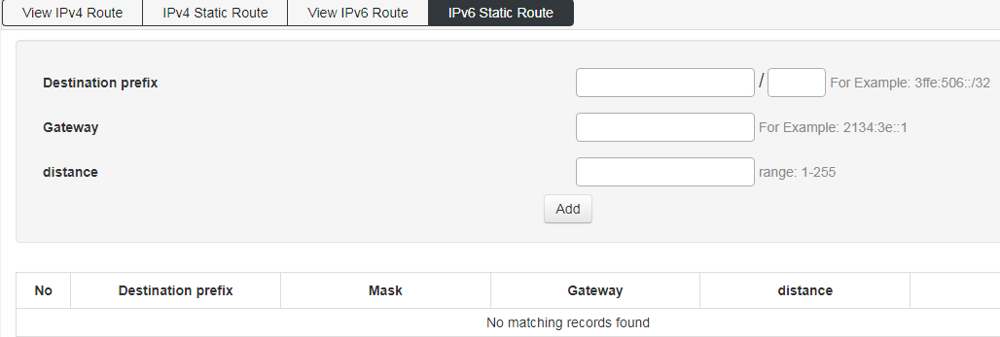 View IPv4 Route IPv4 Static Route View IPv6 Route IPv6 Static Route
Destination prefix / For Example: 3ffe:506::/32
Gateway For Example: 2134:3e::1
distance range: 1-255
Add
No Destination prefix Mask Gateway distance
No matching records found